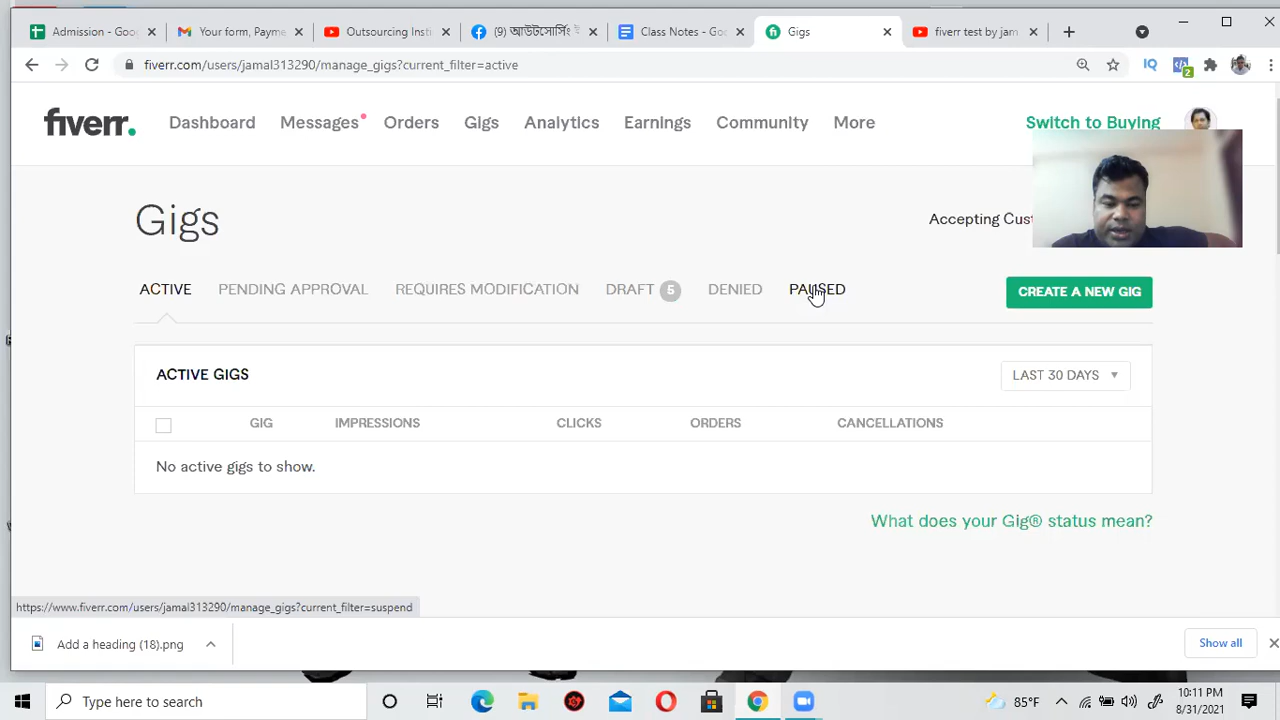 Admission - Goo
Your form, Payme
Outsourcing Insti
(9) আউটসোর্সিং ই
Class Notes - Goo
Gigs
fiverr test by jam
fiverr.com/users/jamal313290/manage_gigs?current_filter=active
IQ
2
fiverr.
Dashboard
Messages
Orders
Gigs
Analytics
Earnings
Community
More
Switch to Buying
Gigs
Accepting Cust
ACTIVE
PENDING APPROVAL
REQUIRES MODIFICATION
DRAFT 5
DENIED
PAUSED
CREATE A NEW GIG
ACTIVE GIGS
LAST 30 DAYS
GIG
IMPRESSIONS
CLICKS
ORDERS
CANCELLATIONS
No active gigs to show.
What does your Gig® status mean?
https://www.fiverr.com/users/jamal313290/manage_gigs?current_filter=suspend
Add a heading (18).png
Show all
Type here to search
85°F
10:11 PM
8/31/2021